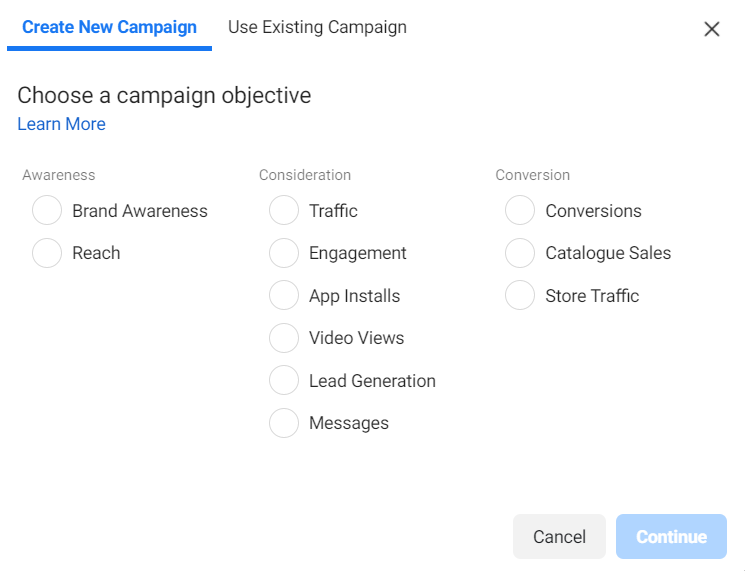 Create New Campaign
Use Existing Campaign
Choose a campaign objective
Learn More
Awareness
Brand Awareness
Reach
Consideration
Traffic
Engagement
App Installs
Video Views
Lead Generation
Messages
Conversion
Conversions
Catalogue Sales
Store Traffic
Cancel
Continue